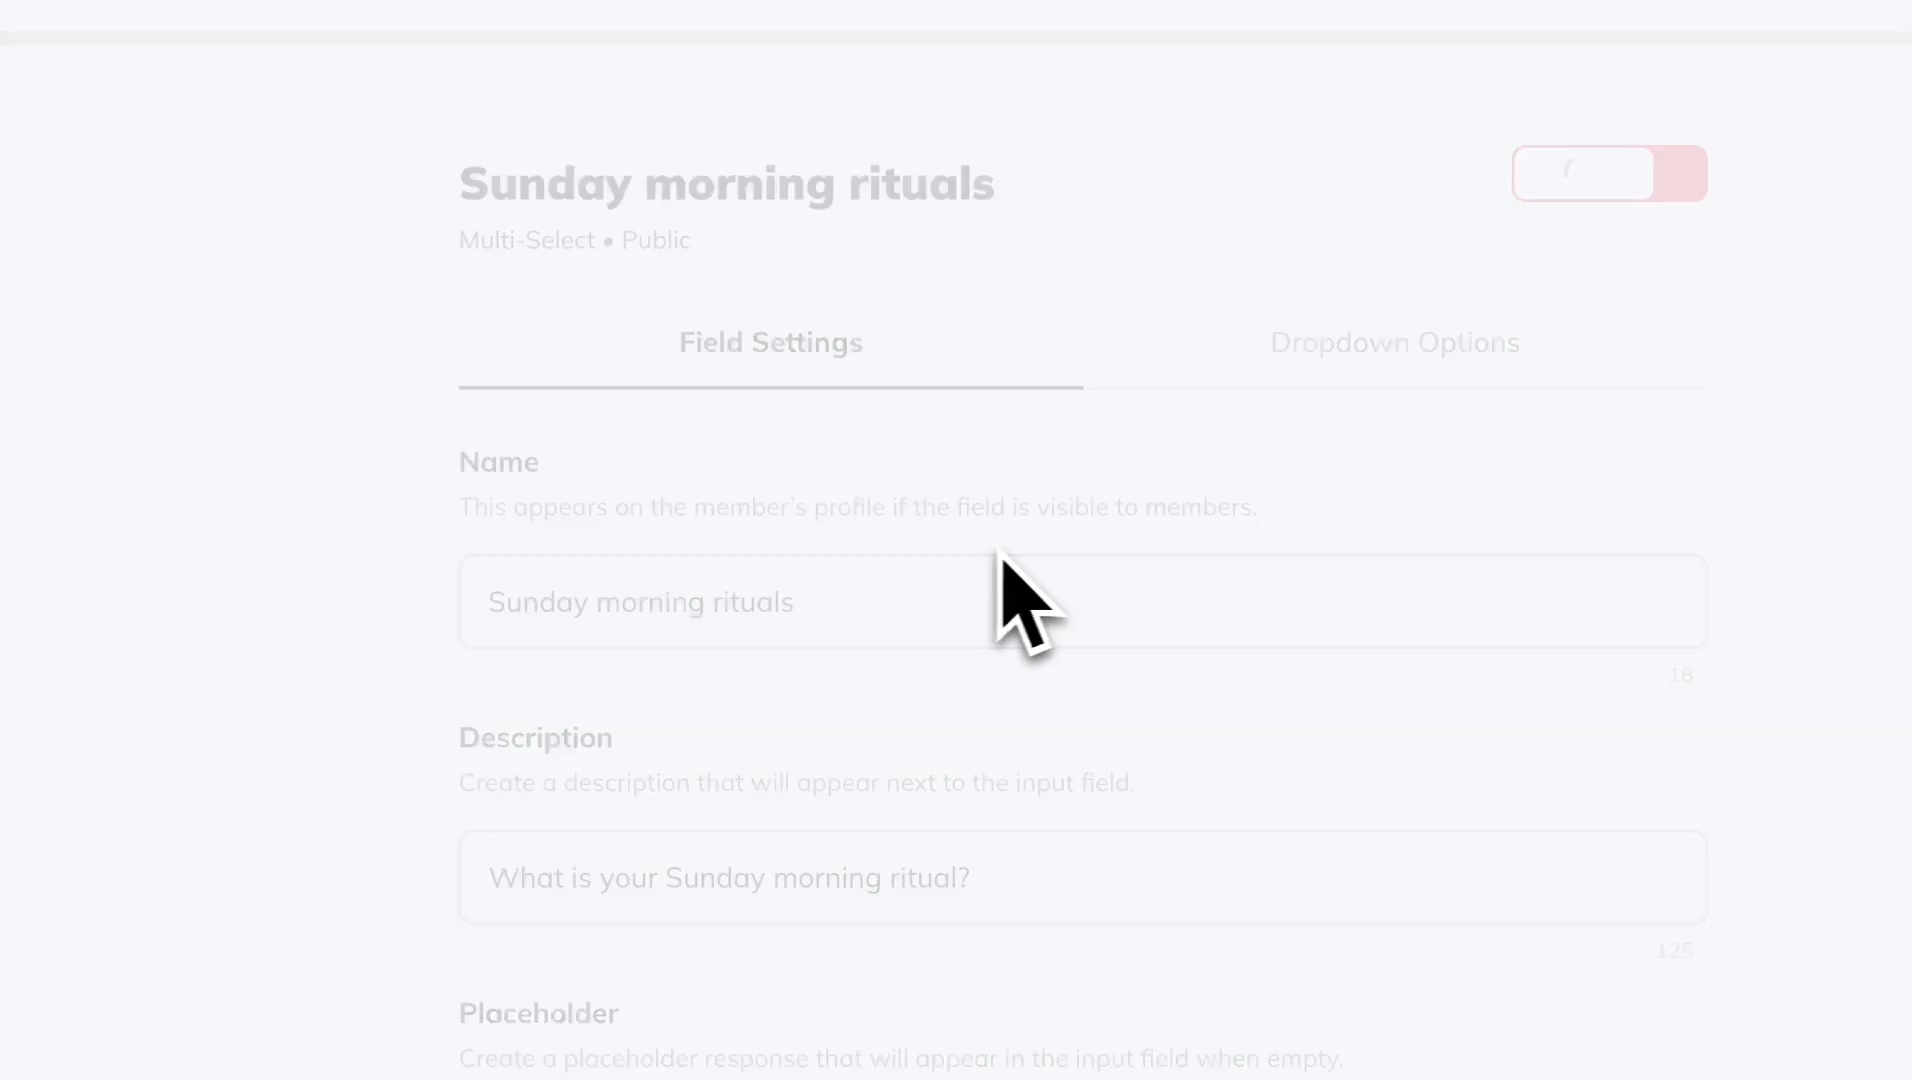 Sunday morning rituals
Multi-Select • Public
Field Settings
Dropdown Options
Name
This appears on the member’s profile if the field is visible to members.
Sunday morning rituals
18
Description
Create a description that will appear next to the input field.
What is your Sunday morning ritual?
125
Placeholder
Create a placeholder response that will appear in the input field when empty.